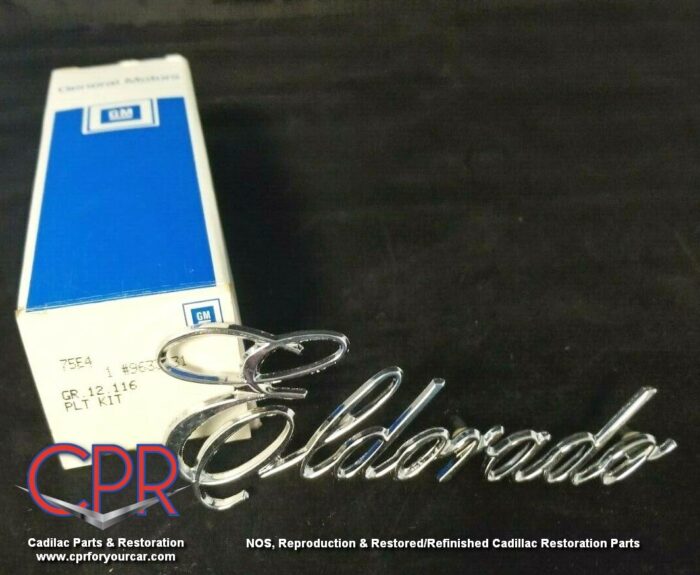 General Motors
GM
GM
75E4
1
GR.12.116
PLT KIT
Eldorado
CPR
Cadilac Parts & Restoration
www.cprforyourcar.com
NOS, Reproduction & Restored/Refinished Cadillac Restoration Parts